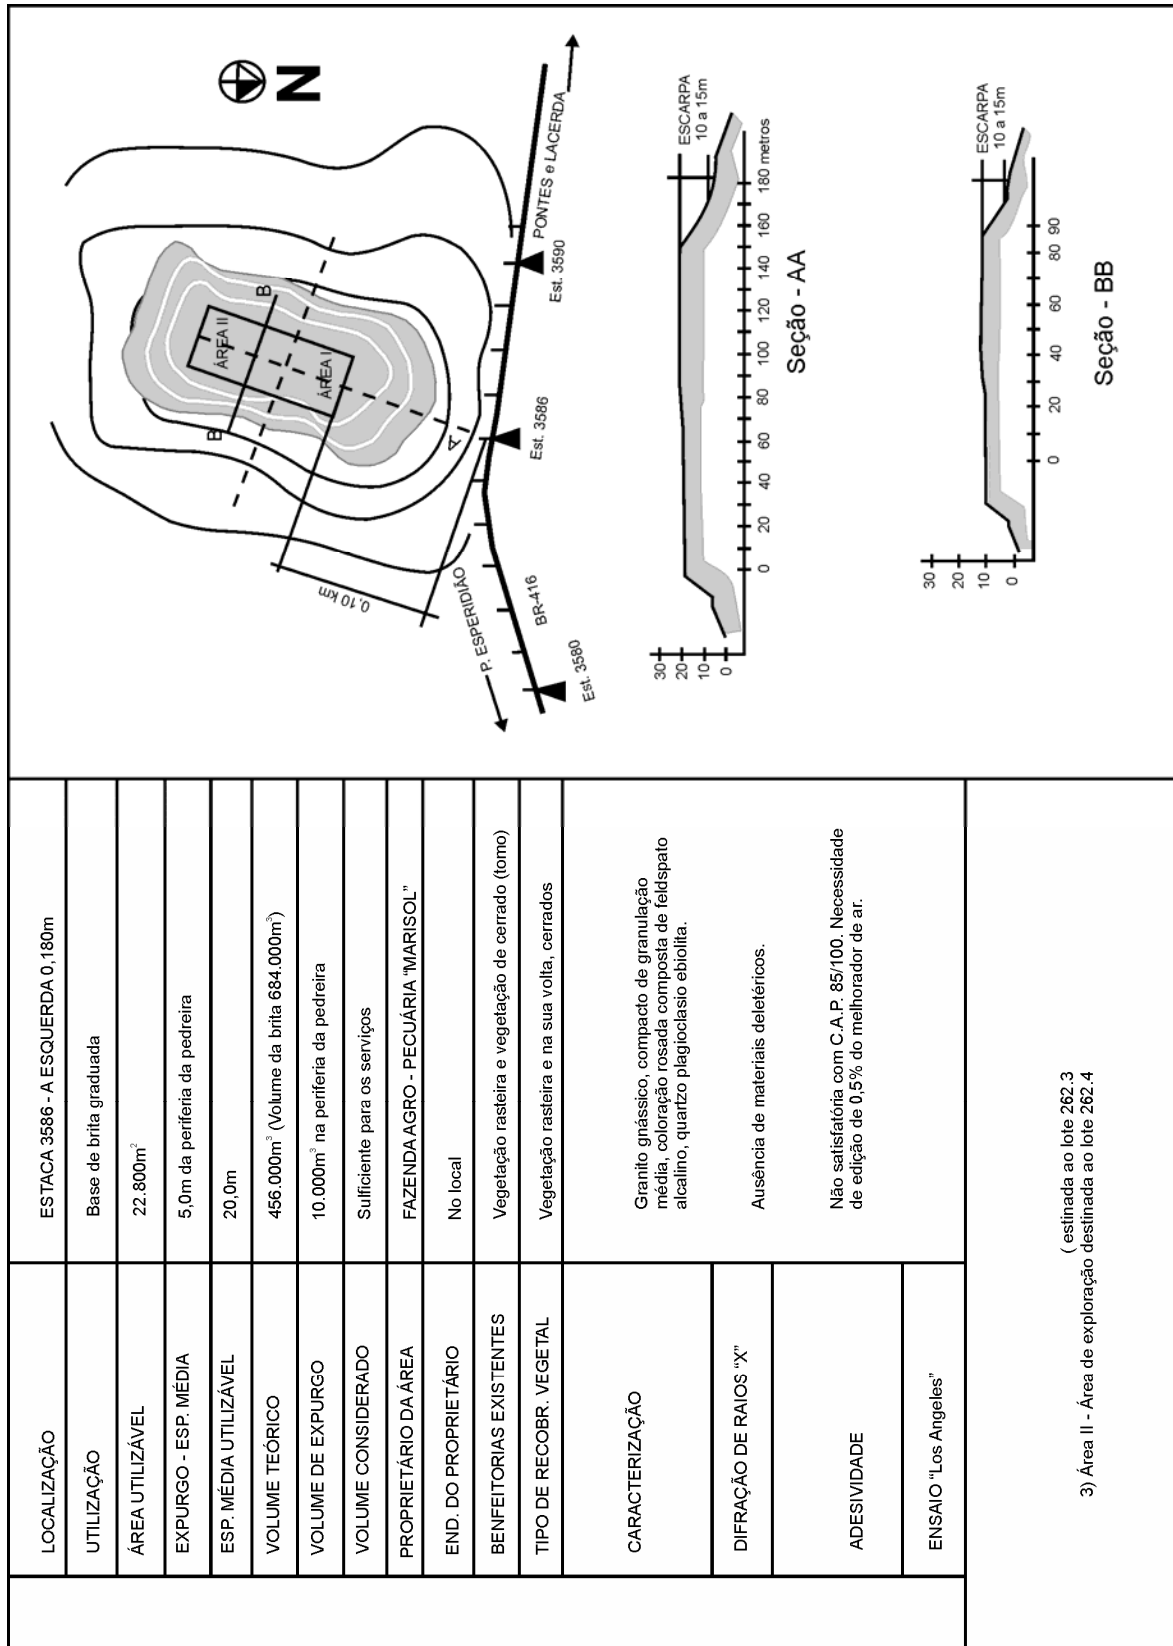 LOCALIZAÇÃO
ESTACA 3586 - A ESQUERDA 0,180m
UTILIZAÇÃO
Base de brita graduada
ÁREA UTILIZÁVEL
22.800m²
EXPURGO - ESP. MÉDIA
5,0m da periferia da pedreira
ESP. MÉDIA UTILIZÁVEL
20,0m
VOLUME TEÓRICO
456.000m³ (Volume da brita 684.000m³)
VOLUME DE EXPURGO
10.000m³ na periferia da pedreira
VOLUME CONSIDERADO
Sulficiente para os serviços
PROPRIETÁRIO DA ÁREA
FAZENDA AGRO - PECUÁRIA "MARISOL"
END. DO PROPRIETÁRIO
No local
BENFEITORIAS EXISTENTES
Vegetação rasteira e vegetação de cerrado (tomo)
TIPO DE RECOBR. VEGETAL
Vegetação rasteira e na sua volta, cerrados
CARACTERIZAÇÃO
Granito gnássico, compacto de granulação
média, coloração rosada composta de feldspato
alcalino, quartzo plagioclasio ebiolita.
DIFRAÇÃO DE RAIOS "X"
Ausência de materiais deletéricos.
ADESIVIDADE
Não satisfatória com C.A.P. 85/100. Necessidade
de edição de 0,5% do melhorador de ar.
ENSAIO "Los Angeles"
( estinada ao lote 262.3
3) Área II - Área de exploração destinada ao lote 262.4
N
ÁREA II
ÁREA I
B
B
A
0,10 km
P. ESPERIDIÃO
PONTES e LACERDA
BR-416
Est. 3580
Est. 3586
Est. 3590
ESCARPA
10 a 15m
30
20
10
0
0 20 40 60 80 100 120 140 160 180 metros
Seção - AA
ESCARPA
10 a 15m
30
20
10
0
0 20 40 60 80 90
Seção - BB